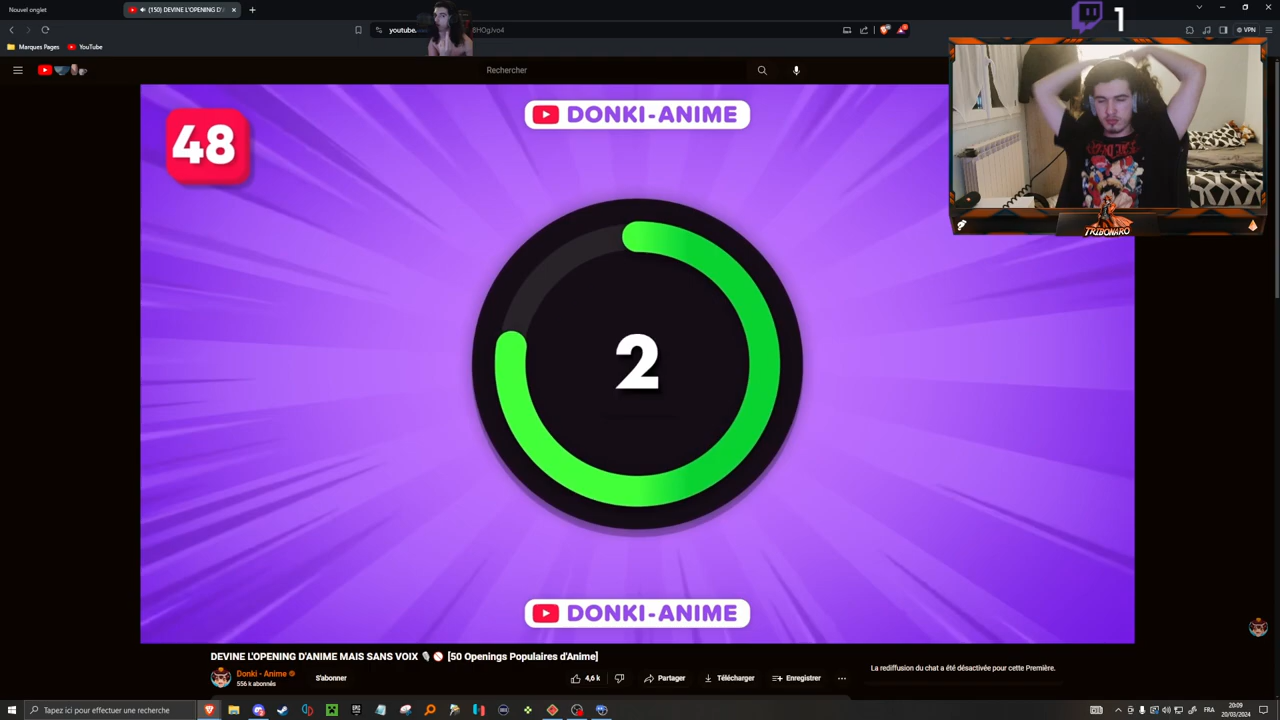 Nouvel onglet
(150) DEVINE L'OPENING D'
1
youtube.
8HOgJvo4
VPN
Marques Pages
YouTube
Rechercher
48
DONKI-ANIME
2
TRIBONARO
DONKI-ANIME
DEVINE L'OPENING D'ANIME MAIS SANS VOIX [50 Openings Populaires d'Anime]
Donki - Anime
556 k abonnés
S'abonner
4,6 k
Partager
Télécharger
Enregistrer
La rediffusion du chat a été désactivée pour cette Première.
Tapez ici pour effectuer une recherche
FRA
20:09
20/03/2024